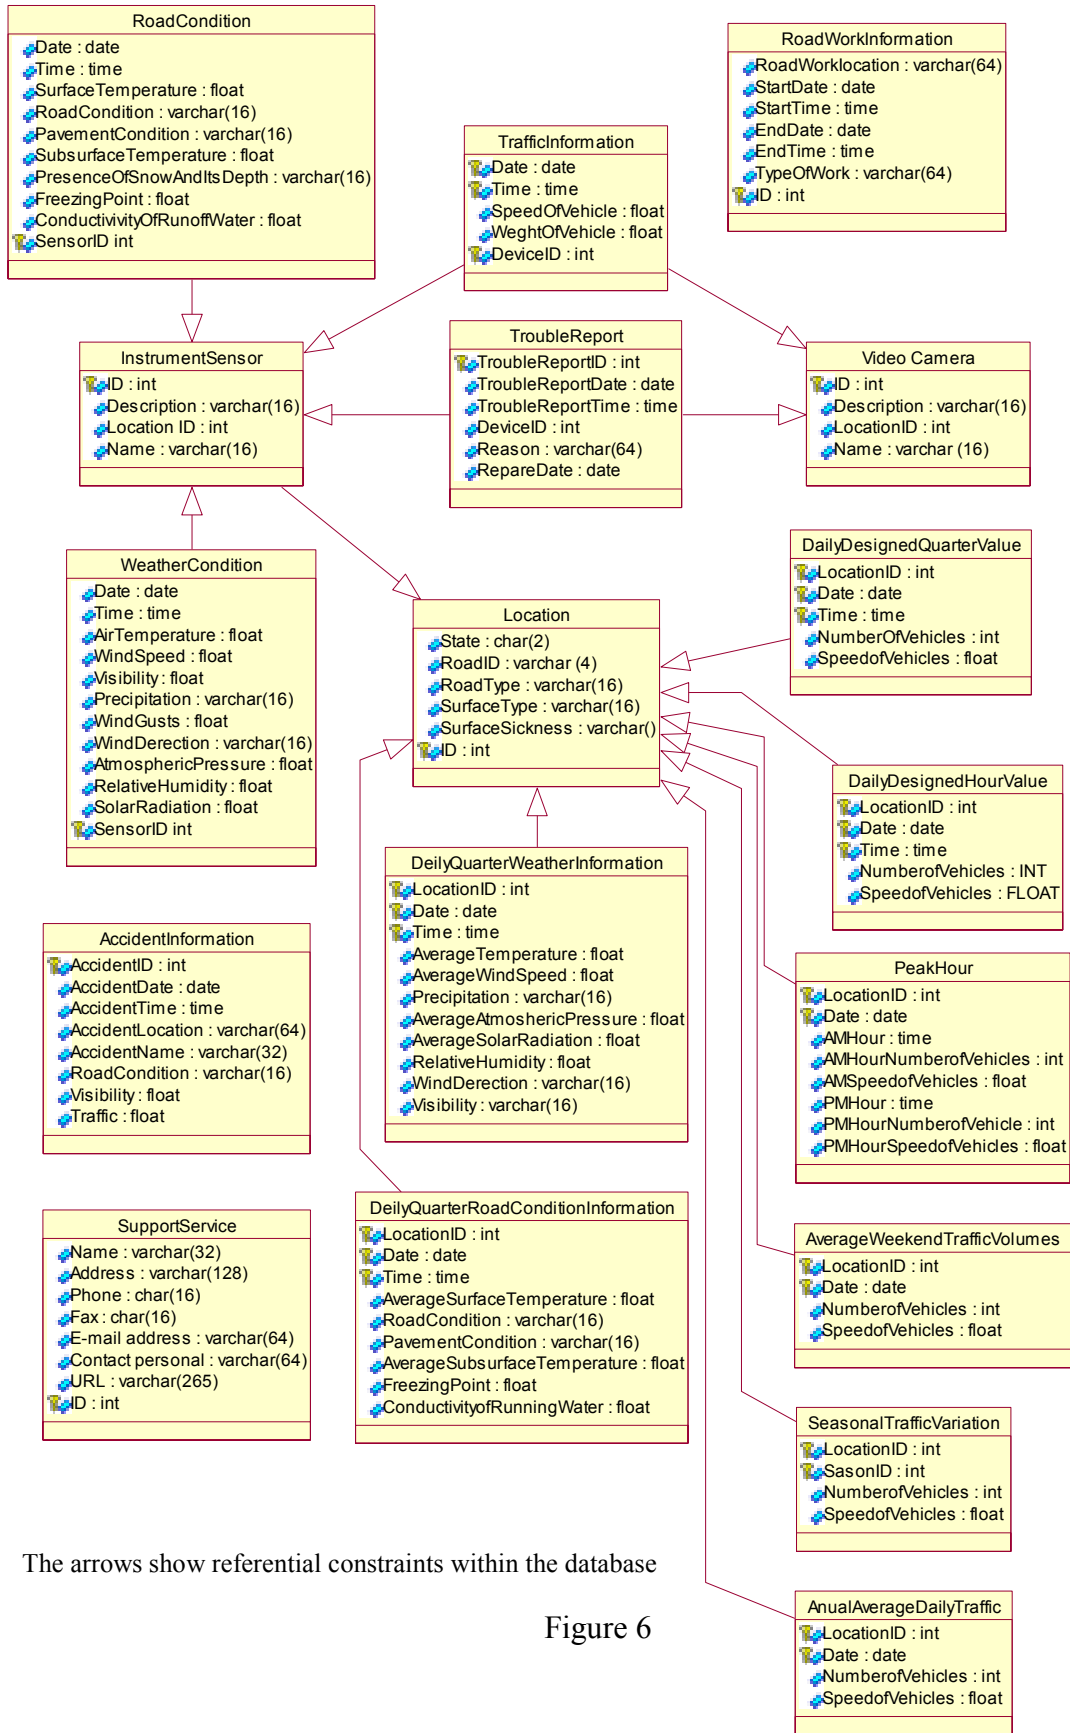 RoadCondition
Date : date
Time : time
SurfaceTemperature : float
RoadCondition : varchar(16)
PavementCondition : varchar(16)
SubsurfaceTemperature : float
PresenceOfSnowAndItsDepth : varchar(16)
FreezingPoint : float
ConductivivityOfRunoffWater : float
SensorID int
RoadWorkInformation
RoadWorklocation : varchar(64)
StartDate : date
StartTime : time
EndDate : date
EndTime : time
TypeOfWork : varchar(64)
ID : int
TrafficInformation
Date : date
Time : time
SpeedOfVehicle : float
WeghtOfVehicle : float
DeviceID : int
InstrumentSensor
ID : int
Description : varchar(16)
Location ID : int
Name : varchar(16)
TroubleReport
TroubleReportID : int
TroubleReportDate : date
TroubleReportTime : time
DeviceID : int
Reason : varchar(64)
RepareDate : date
Video Camera
ID : int
Description : varchar(16)
LocationID : int
Name : varchar (16)
WeatherCondition
Date : date
Time : time
AirTemperature : float
WindSpeed : float
Visibility : float
Precipitation : varchar(16)
WindGusts : float
WindDerection : varchar(16)
AtmosphericPressure : float
RelativeHumidity : float
SolarRadiation : float
SensorID int
Location
State : char(2)
RoadID : varchar (4)
RoadType : varchar(16)
SurfaceType : varchar(16)
SurfaceSickness : varchar()
ID : int
DailyDesignedQuarterValue
LocationID : int
Date : date
Time : time
NumberOfVehicles : int
SpeedofVehicles : float
DailyDesignedHourValue
LocationID : int
Date : date
Time : time
NumberofVehicles : INT
SpeedofVehicles : FLOAT
DeilyQuarterWeatherInformation
LocationID : int
Date : date
Time : time
AverageTemperature : float
AverageWindSpeed : float
Precipitation : varchar(16)
AverageAtmoshericPressure : float
AverageSolarRadiation : float
RelativeHumidity : float
WindDerection : varchar(16)
Visibility : varchar(16)
AccidentInformation
AccidentID : int
AccidentDate : date
AccidentTime : time
AccidentLocation : varchar(64)
AccidentName : varchar(32)
RoadCondition : varchar(16)
Visibility : float
Traffic : float
PeakHour
LocationID : int
Date : date
AMHour : time
AMHourNumberofVehicles : int
AMSpeedofVehicles : float
PMHour : time
PMHourNumberofVehicle : int
PMHourSpeedofVehicles : float
SupportService
Name : varchar(32)
Address : varchar(128)
Phone : char(16)
Fax : char(16)
E-mail address : varchar(64)
Contact personal : varchar(64)
URL : varchar(265)
ID : int
DeilyQuarterRoadConditionInformation
LocationID : int
Date : date
Time : time
AverageSurfaceTemperature : float
RoadCondition : varchar(16)
PavementCondition : varchar(16)
AverageSubsurfaceTemperature : float
FreezingPoint : float
ConductivityofRunningWater : float
AverageWeekendTrafficVolumes
LocationID : int
Date : date
NumberofVehicles : int
SpeedofVehicles : float
SeasonalTrafficVariation
LocationID : int
SasonID : int
NumberofVehicles : int
SpeedofVehicles : float
The arrows show referential constraints within the database
Figure 6
AnualAverageDailyTraffic
LocationID : int
Date : date
NumberofVehicles : int
SpeedofVehicles : float